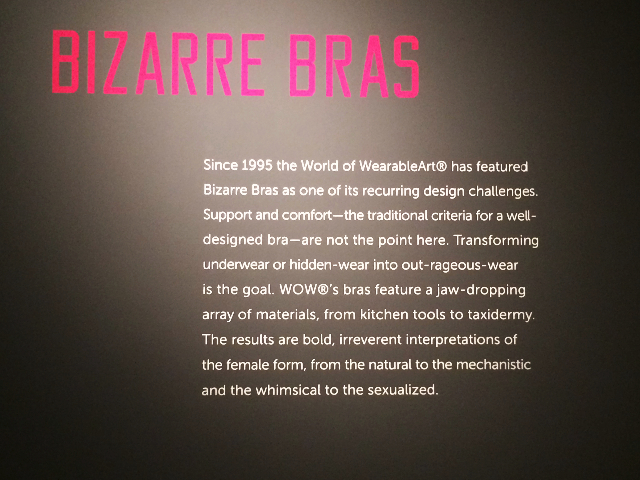 BIZARRE BRAS
Since 1995 the World of WearableArt® has featured
Bizarre Bras as one of its recurring design challenges.
Support and comfort—the traditional criteria for a well-
designed bra—are not the point here. Transforming
underwear or hidden-wear into out-rageous-wear
is the goal. WOW®'s bras feature a jaw-dropping
array of materials, from kitchen tools to taxidermy.
The results are bold, irreverent interpretations of
the female form, from the natural to the mechanistic
and the whimsical to the sexualized.